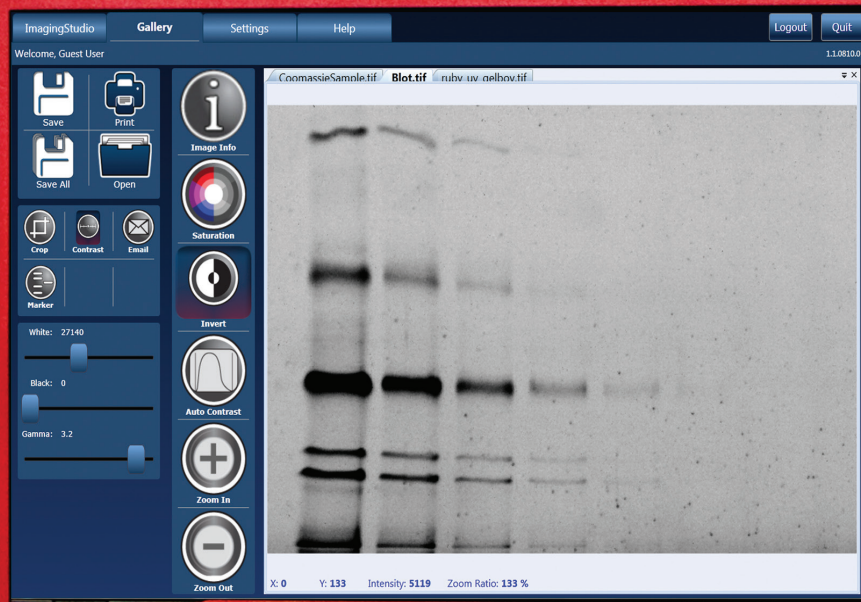 ImagingStudio
Gallery
Settings
Help
Logout
Quit
Welcome, Guest User
1.1.0810.0
Save
Print
Save All
Open
Crop
Contrast
Email
Marker
White: 27140
Black: 0
Gamma: 3.2
Image Info
Saturation
Invert
Auto Contrast
Zoom In
Zoom Out
CoomassieSample.tif
Blot.tif
ruby_uv_gelboy.tif
X: 0 Y: 133 Intensity: 5119 Zoom Ratio: 133 %